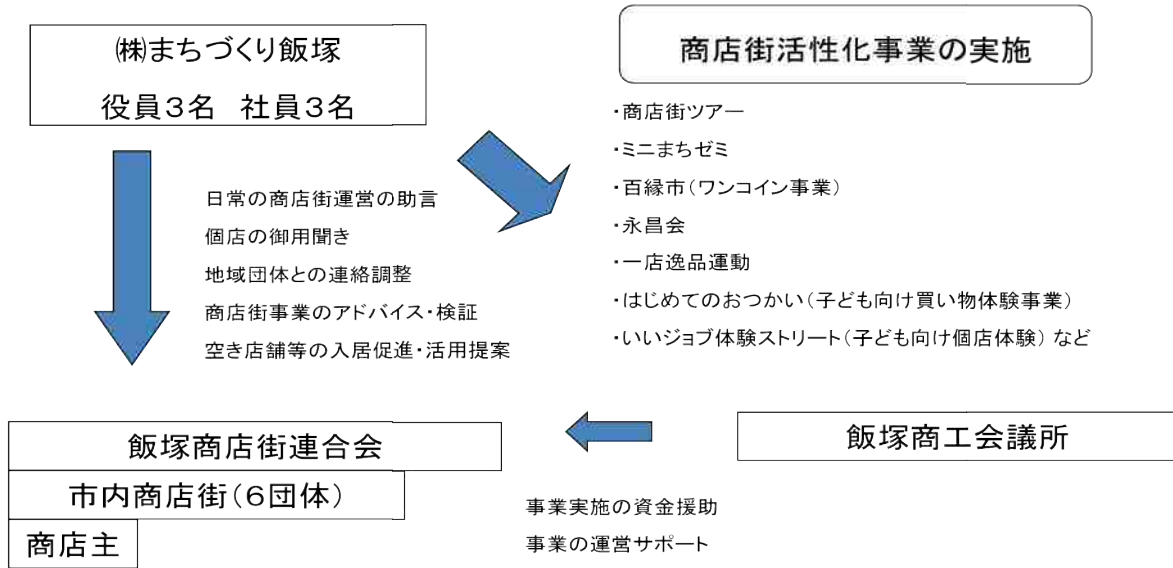 ㈱まちづくり飯塚
役員３名　社員３名
商店街活性化事業の実施
・商店街ツアー
・ミニまちゼミ
・百縁市（ワンコイン事業）
・永昌会
・一店逸品運動
・はじめてのおつかい（子ども向け買い物体験事業）
・いいジョブ体験ストリート（子ども向け個店体験）など
日常の商店街運営の助言
個店の御用聞き
地域団体との連絡調整
商店街事業のアドバイス・検証
空き店舗等の入居促進・活用提案
飯塚商店街連合会
市内商店街（６団体）
商店主
飯塚商工会議所
事業実施の資金援助
事業の運営サポート